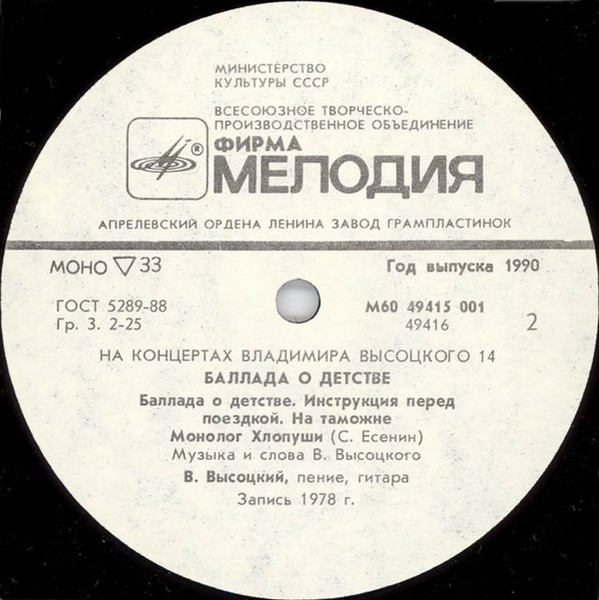 МИНИСТЕРСТВО
КУЛЬТУРЫ СССР
ВСЕСОЮЗНОЕ ТВОРЧЕСКО-
ПРОИЗВОДСТВЕННОЕ ОБЪЕДИНЕНИЕ
ФИРМА
® МЕЛОДИЯ
АПРЕЛЕВСКИЙ ОРДЕНА ЛЕНИНА ЗАВОД ГРАМПЛАСТИНОК
МОНО ▽ 33 Год выпуска 1990
ГОСТ 5289-88 М60 49415 001
Гр. 3. 2-25 49416 2
НА КОНЦЕРТАХ ВЛАДИМИРА ВЫСОЦКОГО 14
БАЛЛАДА О ДЕТСТВЕ
Баллада о детстве. Инструкция перед
поездкой. На таможне
Монолог Хлопуши (С. Есенин)
Музыка и слова В. Высоцкого
В. Высоцкий, пение, гитара
Запись 1978 г.